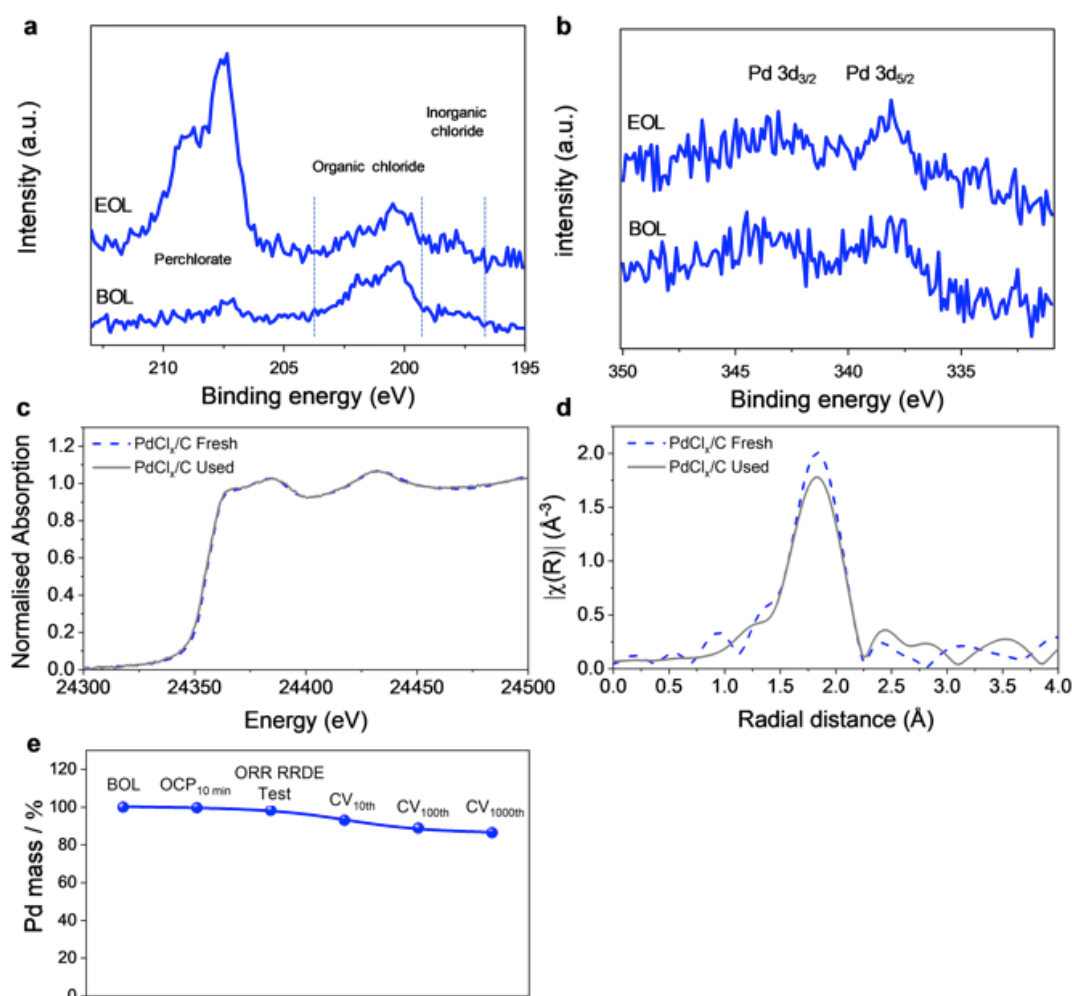 a
Intensity (a.u.)
Inorganic
chloride
Organic chloride
EOL
Perchlorate
BOL
210
205
200
195
Binding energy (eV)
b
intensity (a.u.)
Pd 3d3/2
Pd 3d5/2
EOL
BOL
350
345
340
335
Binding energy (eV)
c
Normalised Absorption
1.2
1.0
0.8
0.6
0.4
0.2
0.0
PdClx/C Fresh
PdClx/C Used
24300
24350
24400
24450
24500
Energy (eV)
d
|χ(R)| (Å-3)
2.0
1.5
1.0
0.5
0.0
PdClx/C Fresh
PdClx/C Used
0.0
0.5
1.0
1.5
2.0
2.5
3.0
3.5
4.0
Radial distance (Å)
e
Pd mass / %
120
100
80
60
40
20
0
BOL
OCP10 min
ORR RRDE
Test
CV10th
CV100th
CV1000th